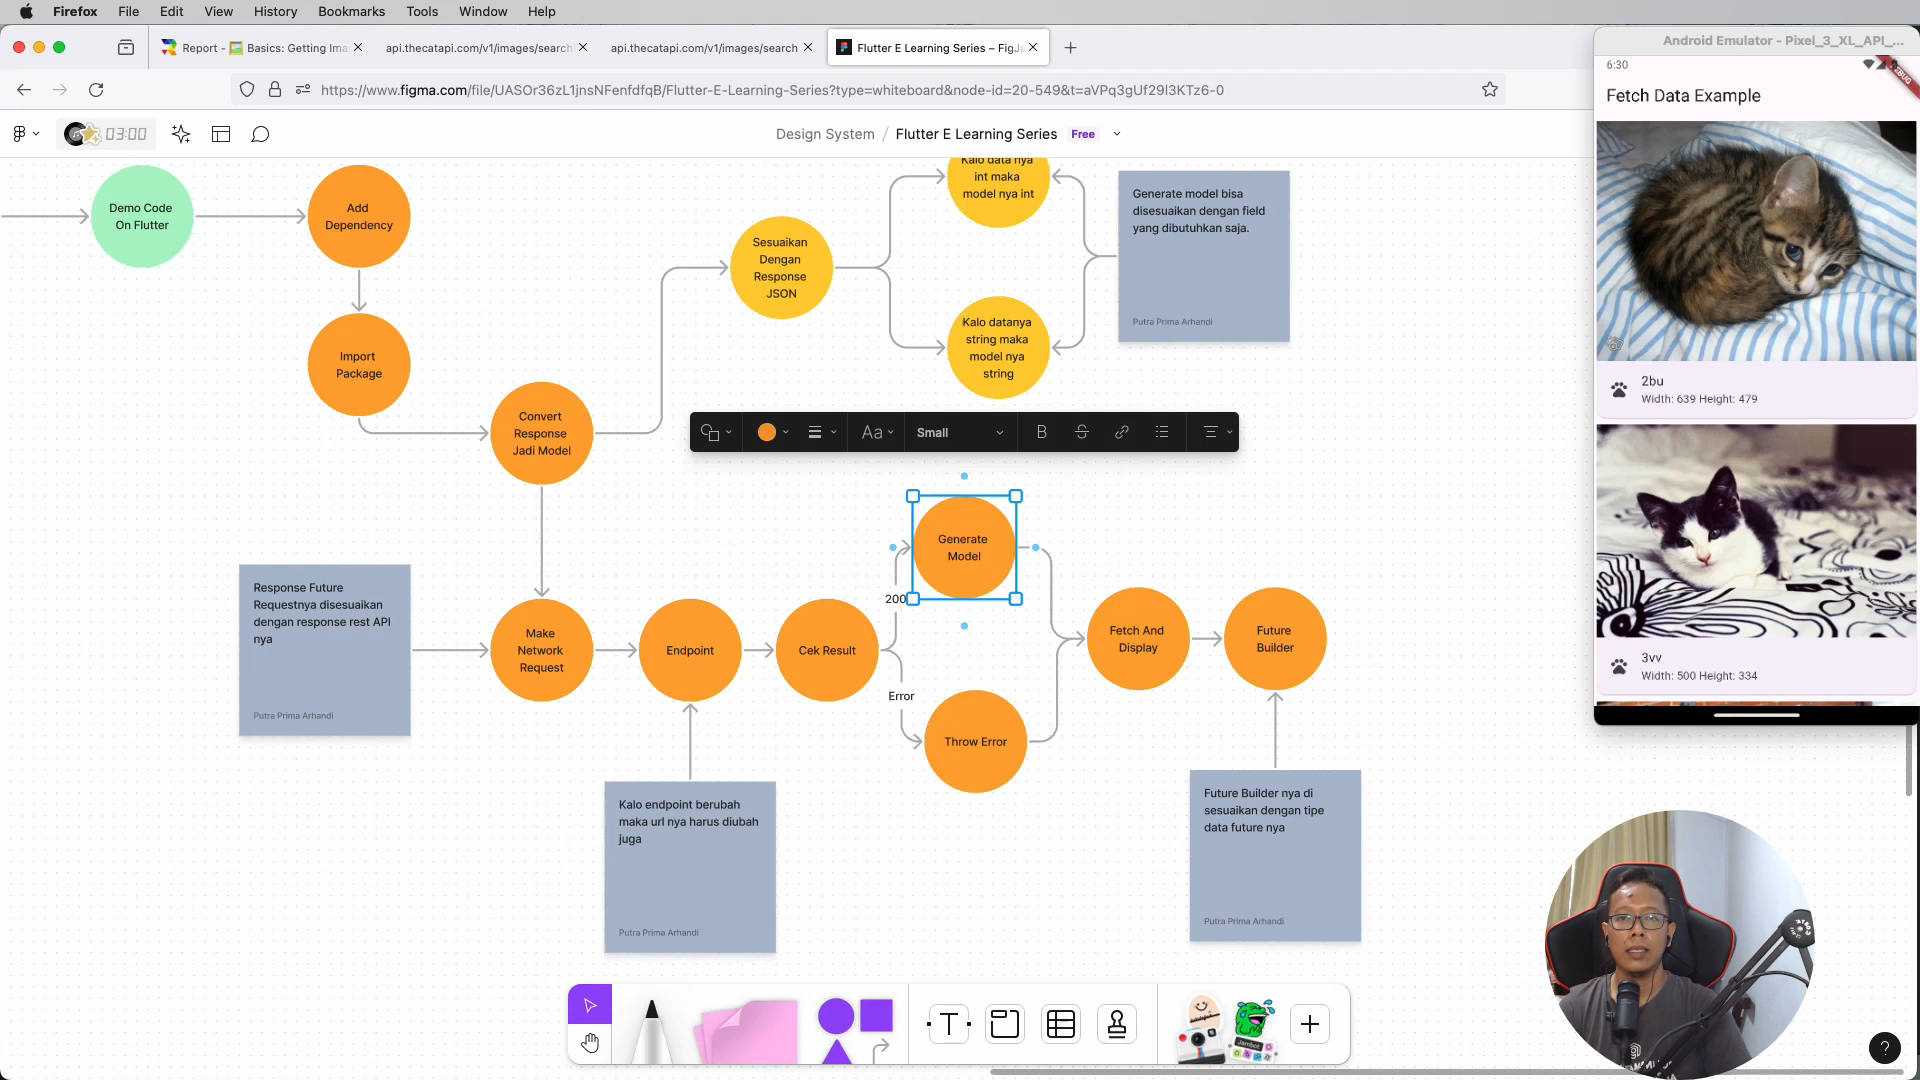 Firefox File Edit View History Bookmarks Tools Window Help
Report - 🖼️ Basics: Getting Ima
api.thecatapi.com/v1/images/search
api.thecatapi.com/v1/images/search
Flutter E Learning Series – FigJa
https://www.figma.com/file/UASOr36zL1jnsNFenfdfqB/Flutter-E-Learning-Series?type=whiteboard&node-id=20-549&t=aVPq3gUf29I3KTz6-0
03:00
Design System / Flutter E Learning Series Free
Demo Code
On Flutter
Add
Dependency
Import
Package
Convert
Response
Jadi Model
Sesuaikan
Dengan
Response
JSON
Kalo data nya
int maka
model nya int
Kalo datanya
string maka
model nya
string
Generate model bisa
disesuaikan dengan field
yang dibutuhkan saja.
Putra Prima Arhandi
Aa Small B S
Response Future
Requestnya disesuaikan
dengan response rest API
nya
Putra Prima Arhandi
Make
Network
Request
Endpoint
Cek Result
200
Error
Generate
Model
Throw Error
Fetch And
Display
Future
Builder
Kalo endpoint berubah
maka url nya harus diubah
juga
Putra Prima Arhandi
Future Builder nya di
sesuaikan dengan tipe
data future nya
Putra Prima Arhandi
T
Jambot
?
Android Emulator - Pixel_3_XL_API_...
6:30
Fetch Data Example
2bu
Width: 639 Height: 479
3vv
Width: 500 Height: 334